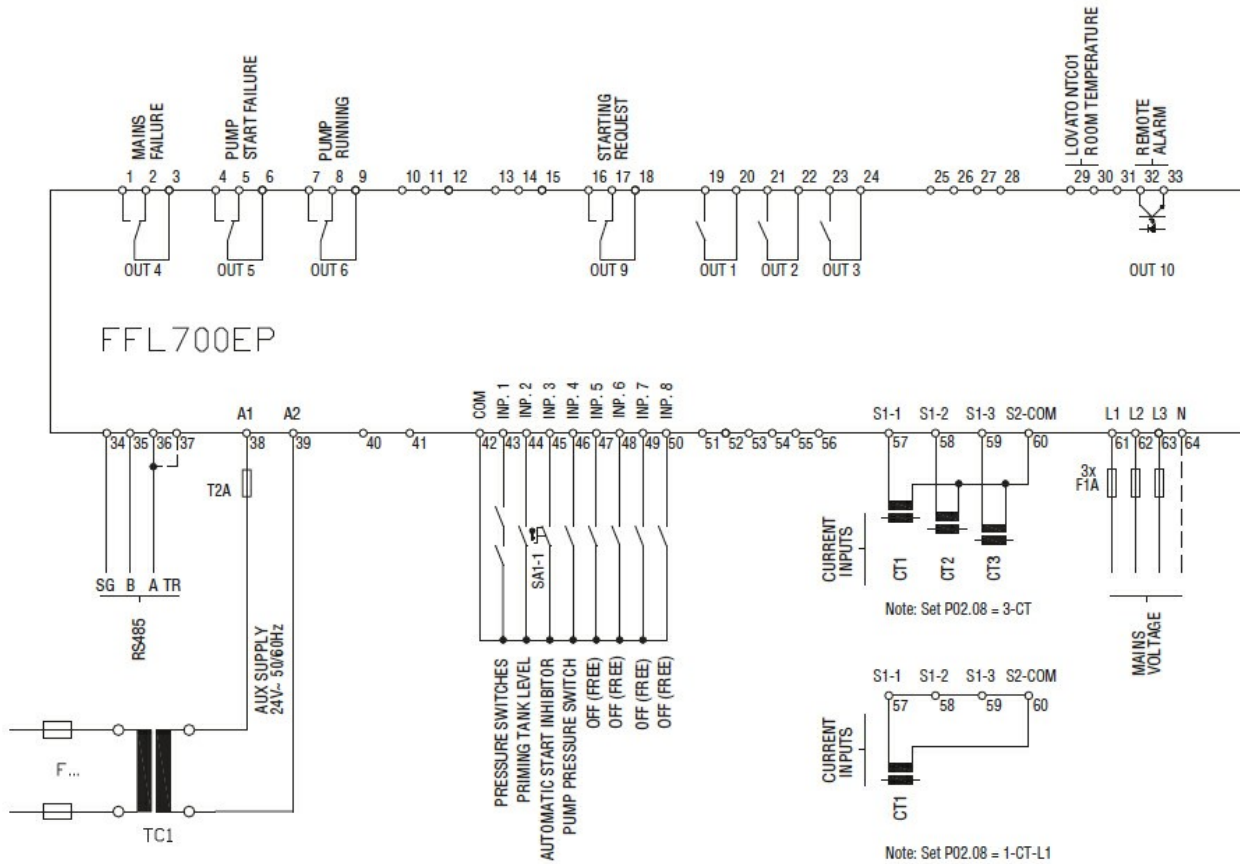 MAINS FAILURE
PUMP START FAILURE
PUMP RUNNING
STARTING REQUEST
LOVATO NTC01 ROOM TEMPERATURE
REMOTE ALARM
1 2 3 4 5 6 7 8 9 10 11 12 13 14 15 16 17 18 19 20 21 22 23 24 25 26 27 28 29 30 31 32 33
OUT 4 OUT 5 OUT 6 OUT 9 OUT 1 OUT 2 OUT 3 OUT 10
FFL700EP
A1 A2 COM INP. 1 INP. 2 INP. 3 INP. 4 INP. 5 INP. 6 INP. 7 INP. 8 S1-1 S1-2 S1-3 S2-COM L1 L2 L3 N
34 35 36 37 38 39 40 41 42 43 44 45 46 47 48 49 50 51 52 53 54 55 56 57 58 59 60 61 62 63 64
T2A
3x
F1A
SA1-1
CURRENT INPUTS
CT1 CT2 CT3
SG B A TR
RS485
AUX SUPPLY
24V~ 50/60Hz
Note: Set P02.08 = 3-CT
MAINS VOLTAGE
PRESSURE SWITCHES
PRIMING TANK LEVEL
AUTOMATIC START INHIBITOR
PUMP PRESSURE SWITCH
OFF (FREE)
OFF (FREE)
OFF (FREE)
OFF (FREE)
S1-1 S1-2 S1-3 S2-COM
57 58 59 60
F...
TC1
CURRENT INPUTS
CT1
Note: Set P02.08 = 1-CT-L1